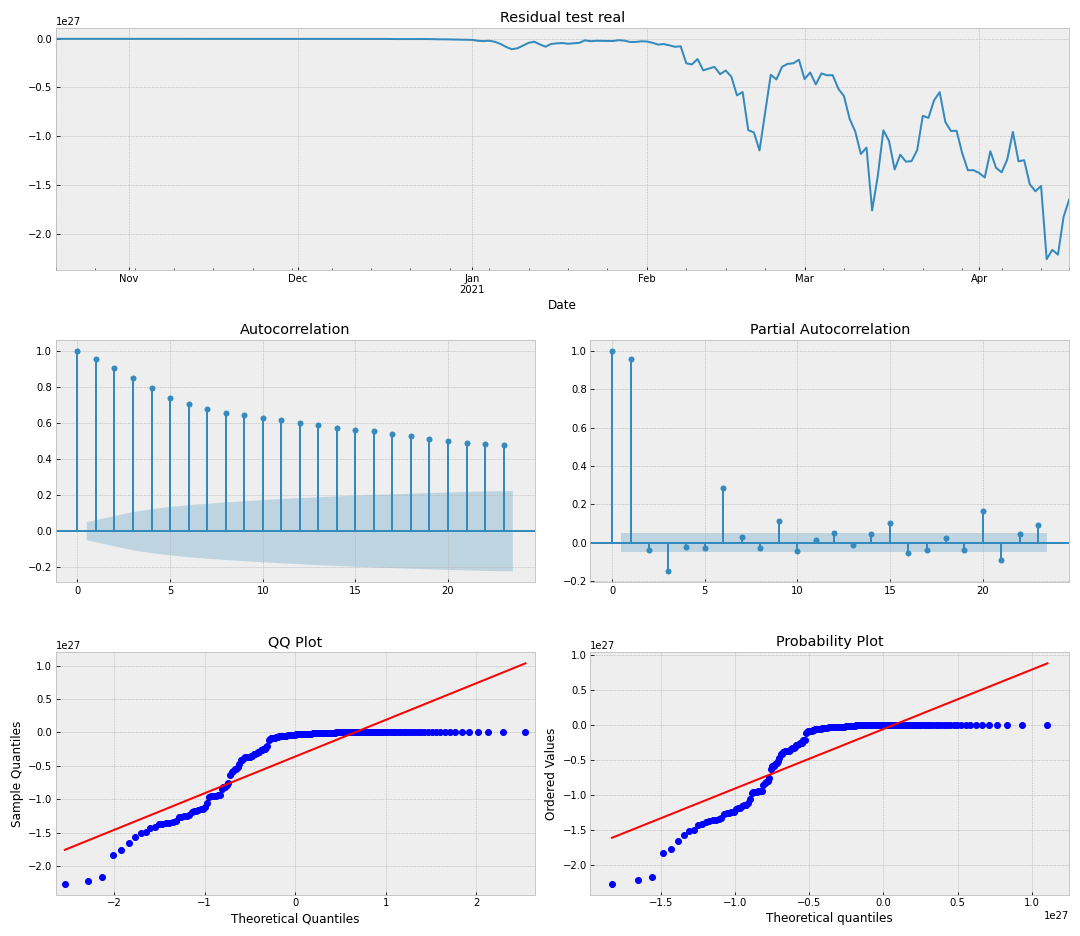 Residual test real
1e27
0.0
−0.5
−1.0
−1.5
−2.0
Nov
Dec
Jan
2021
Feb
Mar
Apr
Date
Autocorrelation
1.0
0.8
0.6
0.4
0.2
0.0
−0.2
0
5
10
15
20
Partial Autocorrelation
1.0
0.8
0.6
0.4
0.2
0.0
−0.2
0
5
10
15
20
QQ Plot
1e27
1.0
0.5
0.0
−0.5
−1.0
−1.5
−2.0
Sample Quantiles
−2
−1
0
1
2
Theoretical Quantiles
Probability Plot
1e27
1.0
0.5
0.0
−0.5
−1.0
−1.5
−2.0
Ordered Values
−1.5
−1.0
−0.5
0.0
0.5
1.0
1e27
Theoretical quantiles